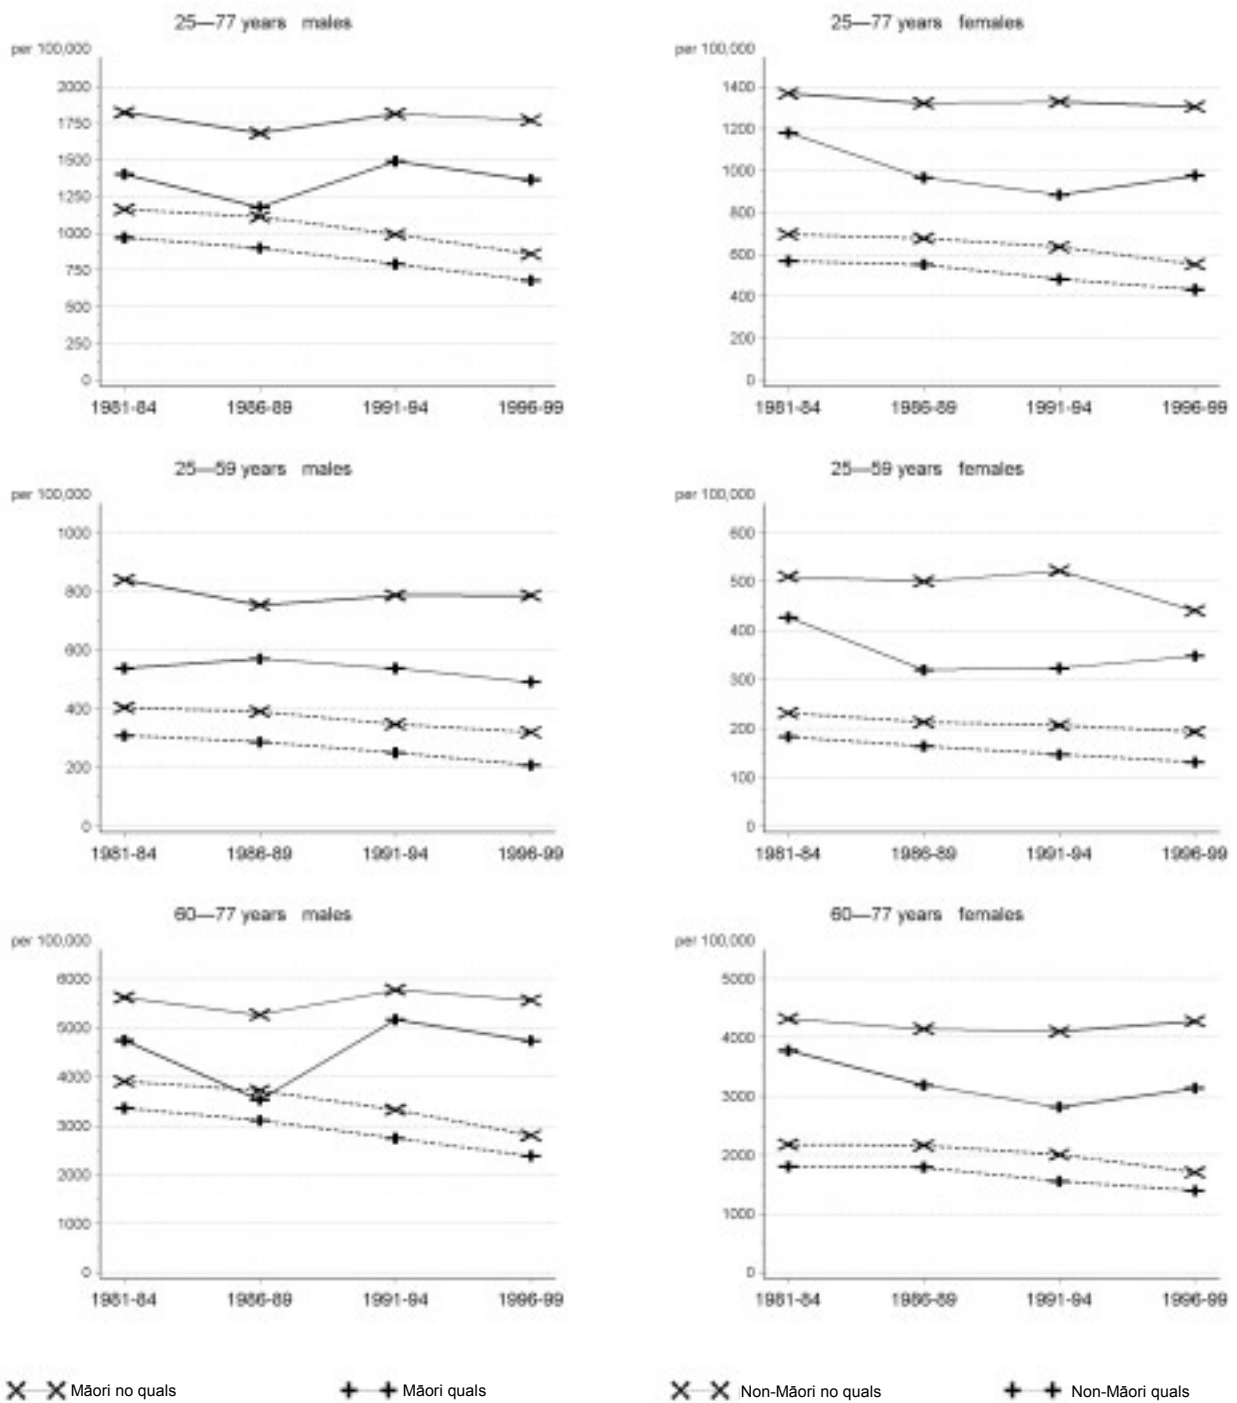 25—77 years males
per 100,000
2000
1750
1500
1250
1000
750
500
250
0
1981-84 1986-89 1991-94 1996-99
25—77 years females
per 100,000
1400
1200
1000
800
600
400
200
0
1981-84 1986-89 1991-94 1996-99
25—59 years males
per 100,000
1000
800
600
400
200
0
1981-84 1986-89 1991-94 1996-99
25—59 years females
per 100,000
600
500
400
300
200
100
0
1981-84 1986-89 1991-94 1996-99
60—77 years males
per 100,000
6000
5000
4000
3000
2000
1000
0
1981-84 1986-89 1991-94 1996-99
60—77 years females
per 100,000
5000
4000
3000
2000
1000
0
1981-84 1986-89 1991-94 1996-99
Māori no quals Māori quals Non-Māori no quals Non-Māori quals